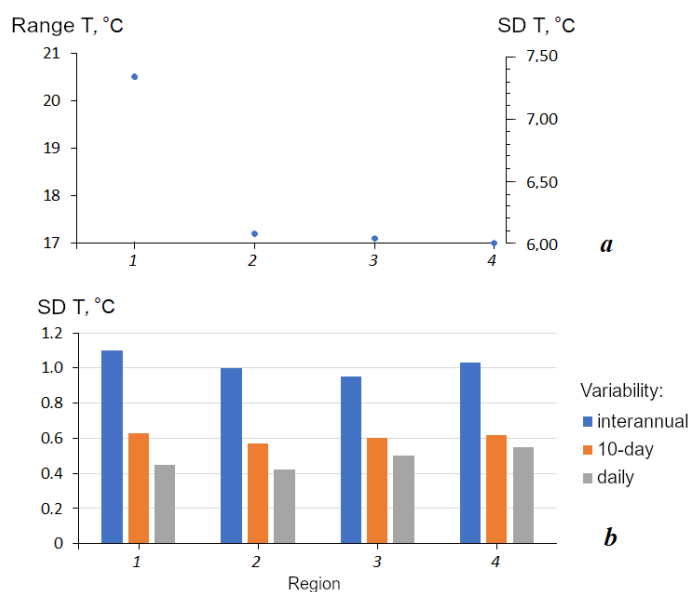 Range T, °C SD T, °C
21 7,50
20 7,00
19
18 6,50
17 6,00
1 2 3 4
a
SD T, °C
1.2
1.0
0.8
0.6
0.4
0.2
0
1 2 3 4
Region
Variability:
interannual
10-day
daily
b